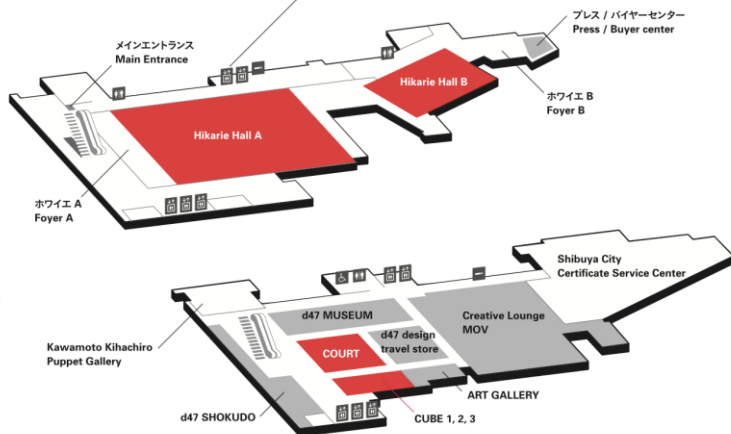 プレス / バイヤーセンター
Press / Buyer center
メインエントランス
Main Entrance
Hikarie Hall B
ホワイエ B
Foyer B
Hikarie Hall A
ホワイエ A
Foyer A
Shibuya City
Certificate Service Center
d47 MUSEUM
Creative Lounge
MOV
d47 design
travel store
Kawamoto Kihachiro
Puppet Gallery
COURT
ART GALLERY
d47 SHOKUDO
CUBE 1, 2, 3